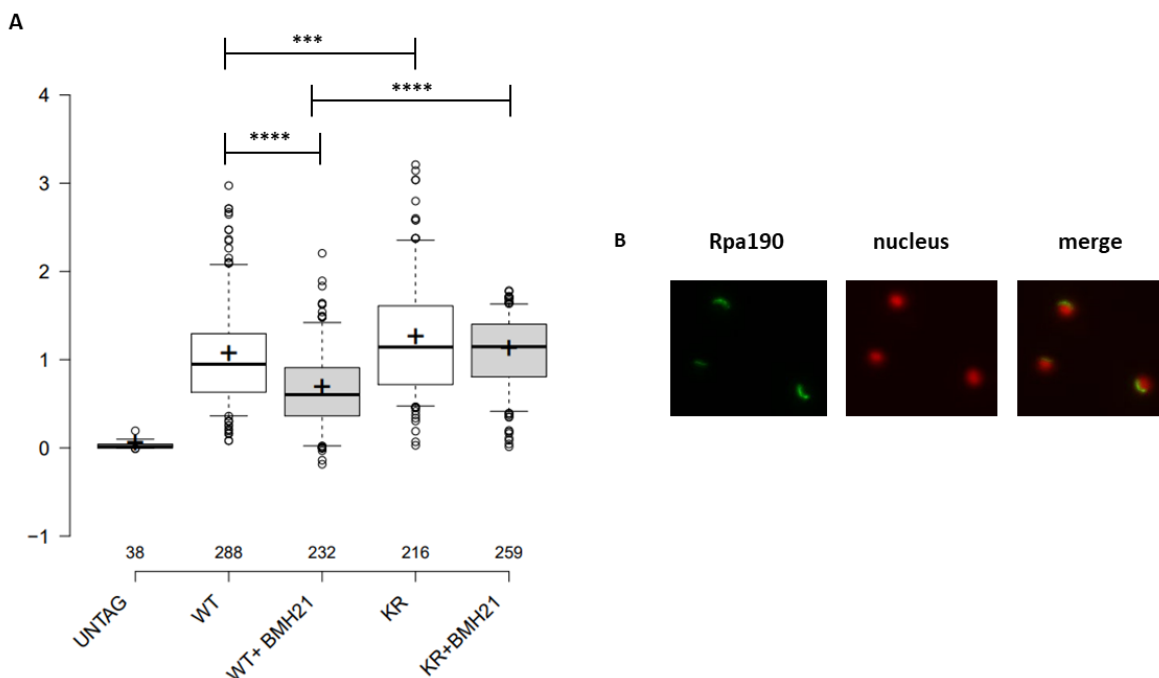 A
***
****
****
4
3
2
1
0
−1
38 288 232 216 259
UNTAG
WT
WT+ BMH21
KR
KR+BMH21
B Rpa190 nucleus merge